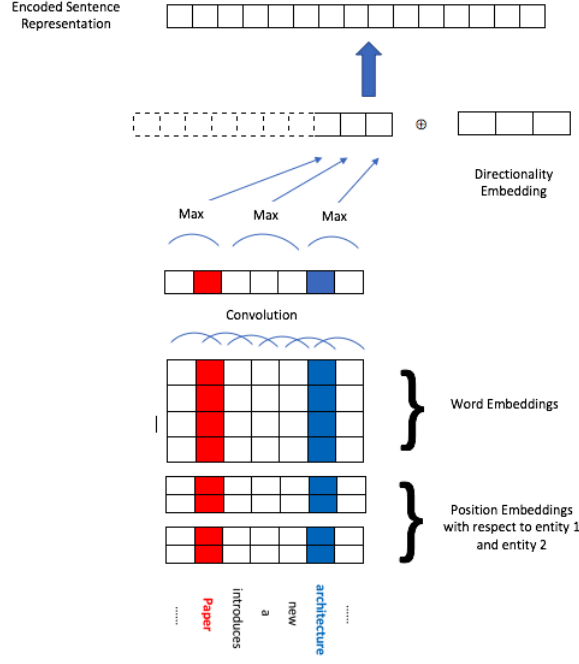 Encoded Sentence
Representation
⊕
Directionality
Embedding
Max
Max
Max
Convolution
Word Embeddings
Position Embeddings
with respect to entity 1
and entity 2
......
Paper
introduces
a
new
architecture
......